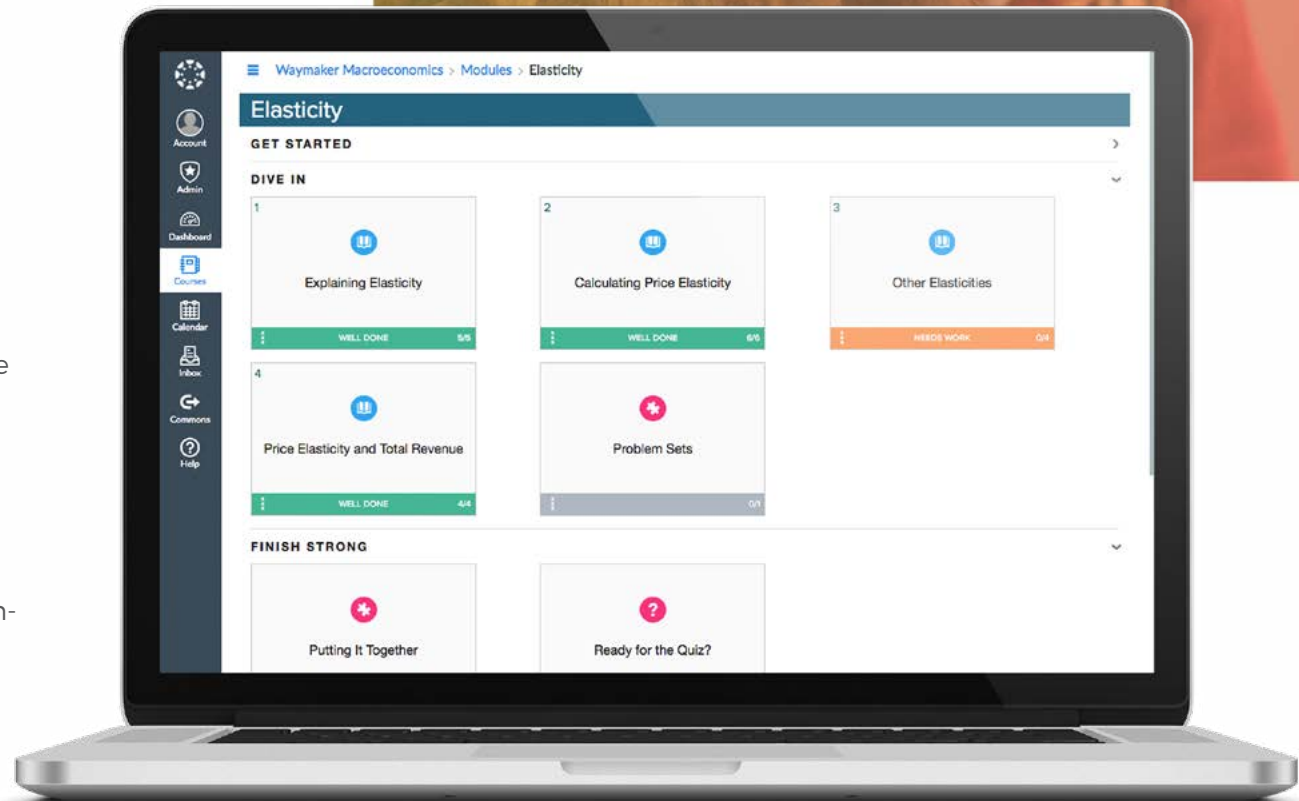 Waymaker Macroeconomics > Modules > Elasticity
Elasticity
Account
Admin
Dashboard
Courses
Calendar
Inbox
Commons
Help
GET STARTED
DIVE IN
1
Explaining Elasticity
WELL DONE 5/5
2
Calculating Price Elasticity
WELL DONE 6/6
3
Other Elasticities
NEEDS WORK 0/4
4
Price Elasticity and Total Revenue
WELL DONE 4/4
Problem Sets
0/1
FINISH STRONG
Putting It Together
?
Ready for the Quiz?
e
n-